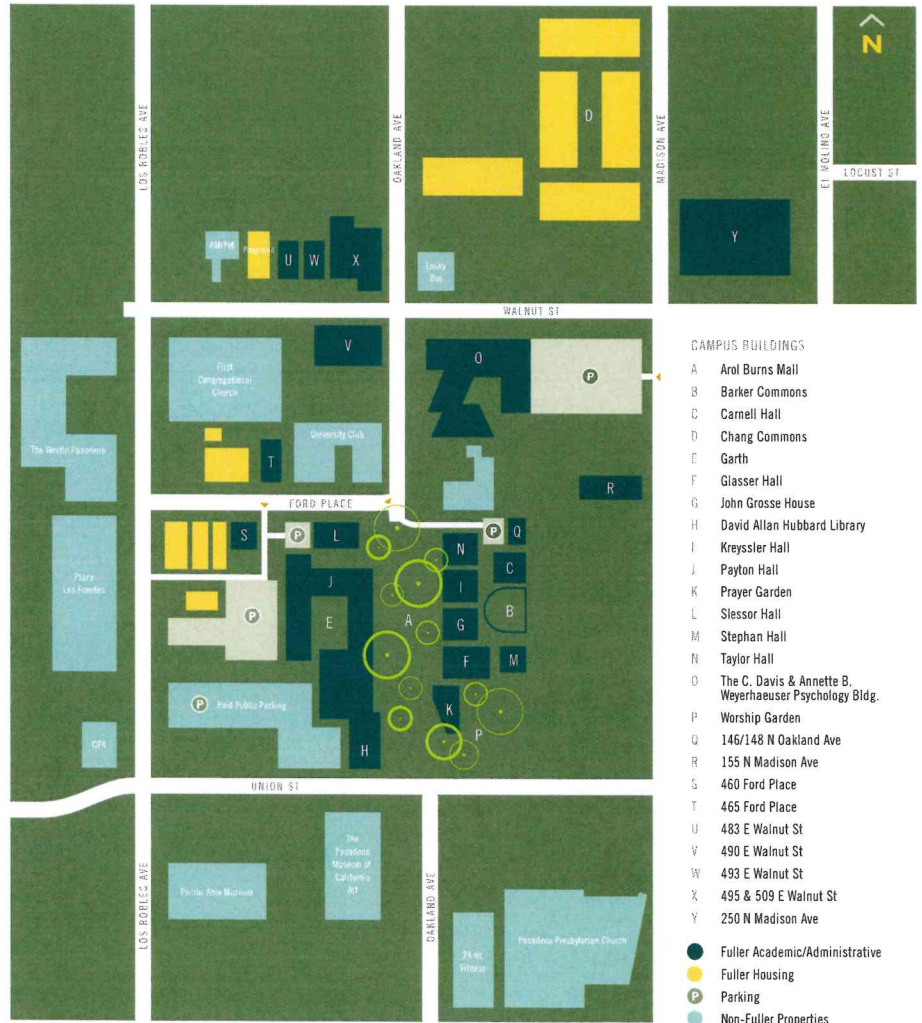 N
LOS ROBLES AVE
OAKLAND AVE
MADISON AVE
EL MOLINO AVE
LOCUST ST
D
Y
AM/PM
U
W
X
Lucky
Boy
WALNUT ST
V
O
P
First
Congregational
Church
University Club
T
The Westin Pasadena
R
FORD PLACE
S
P
L
P
Q
N
C
J
I
Plaza
Las Fuentes
E
A
B
P
G
F
M
K
P
Paid Public Parking
P
H
UNION ST
The
Pasadena
Museum of
California
Art
Pacific Asia Museum
LOS ROBLES AVE
OAKLAND AVE
24 Hr
Fitness
Pasadena Presbyterian Church
CAMPUS BUILDINGS
A Arol Burns Mall
B Barker Commons
C Carnell Hall
D Chang Commons
E Garth
F Glasser Hall
G John Grosse House
H David Allan Hubbard Library
I Kreyssler Hall
J Payton Hall
K Prayer Garden
L Slessor Hall
M Stephan Hall
N Taylor Hall
O The C. Davis & Annette B.
Weyerhaeuser Psychology Bldg.
P Worship Garden
Q 146/148 N Oakland Ave
R 155 N Madison Ave
S 460 Ford Place
T 465 Ford Place
U 483 E Walnut St
V 490 E Walnut St
W 493 E Walnut St
X 495 & 509 E Walnut St
Y 250 N Madison Ave
Fuller Academic/Administrative
Fuller Housing
P Parking
Non-Fuller Properties